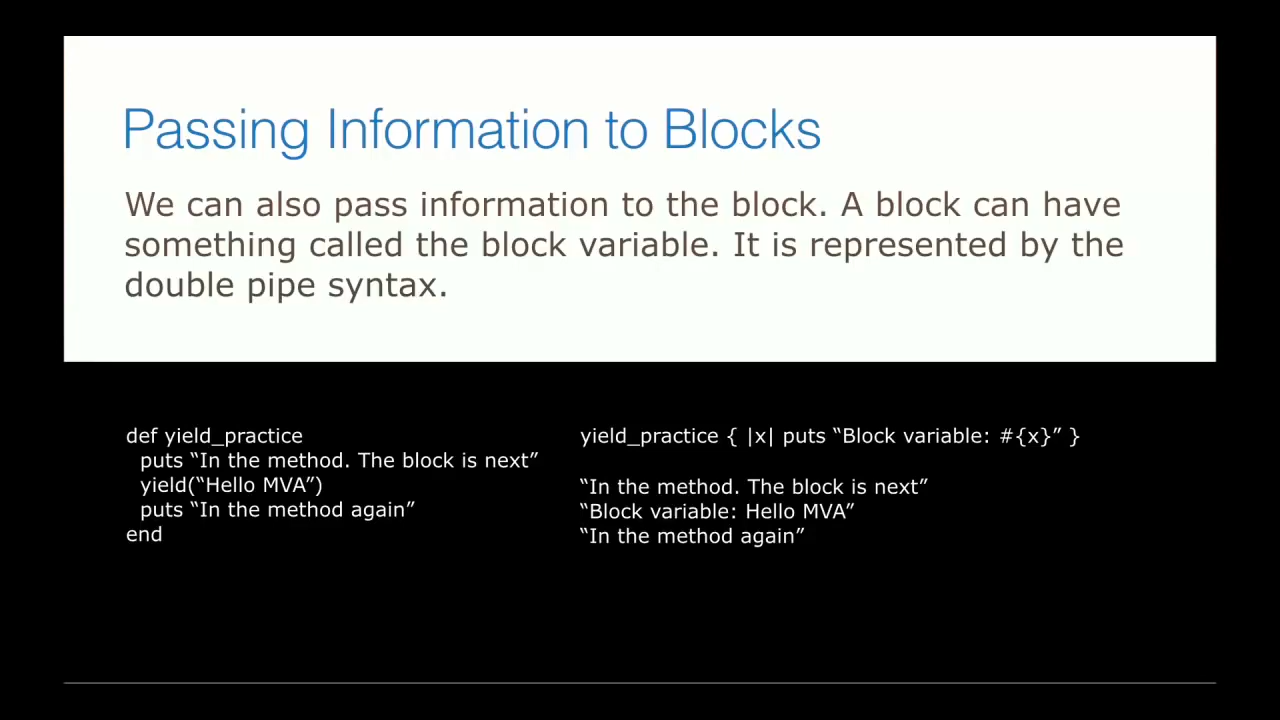 Passing Information to Blocks
We can also pass information to the block. A block can have
something called the block variable. It is represented by the
double pipe syntax.
def yield_practice
puts “In the method. The block is next”
yield(“Hello MVA”)
puts “In the method again”
end
yield_practice { |x| puts “Block variable: #{x}” }
“In the method. The block is next”
“Block variable: Hello MVA”
“In the method again”